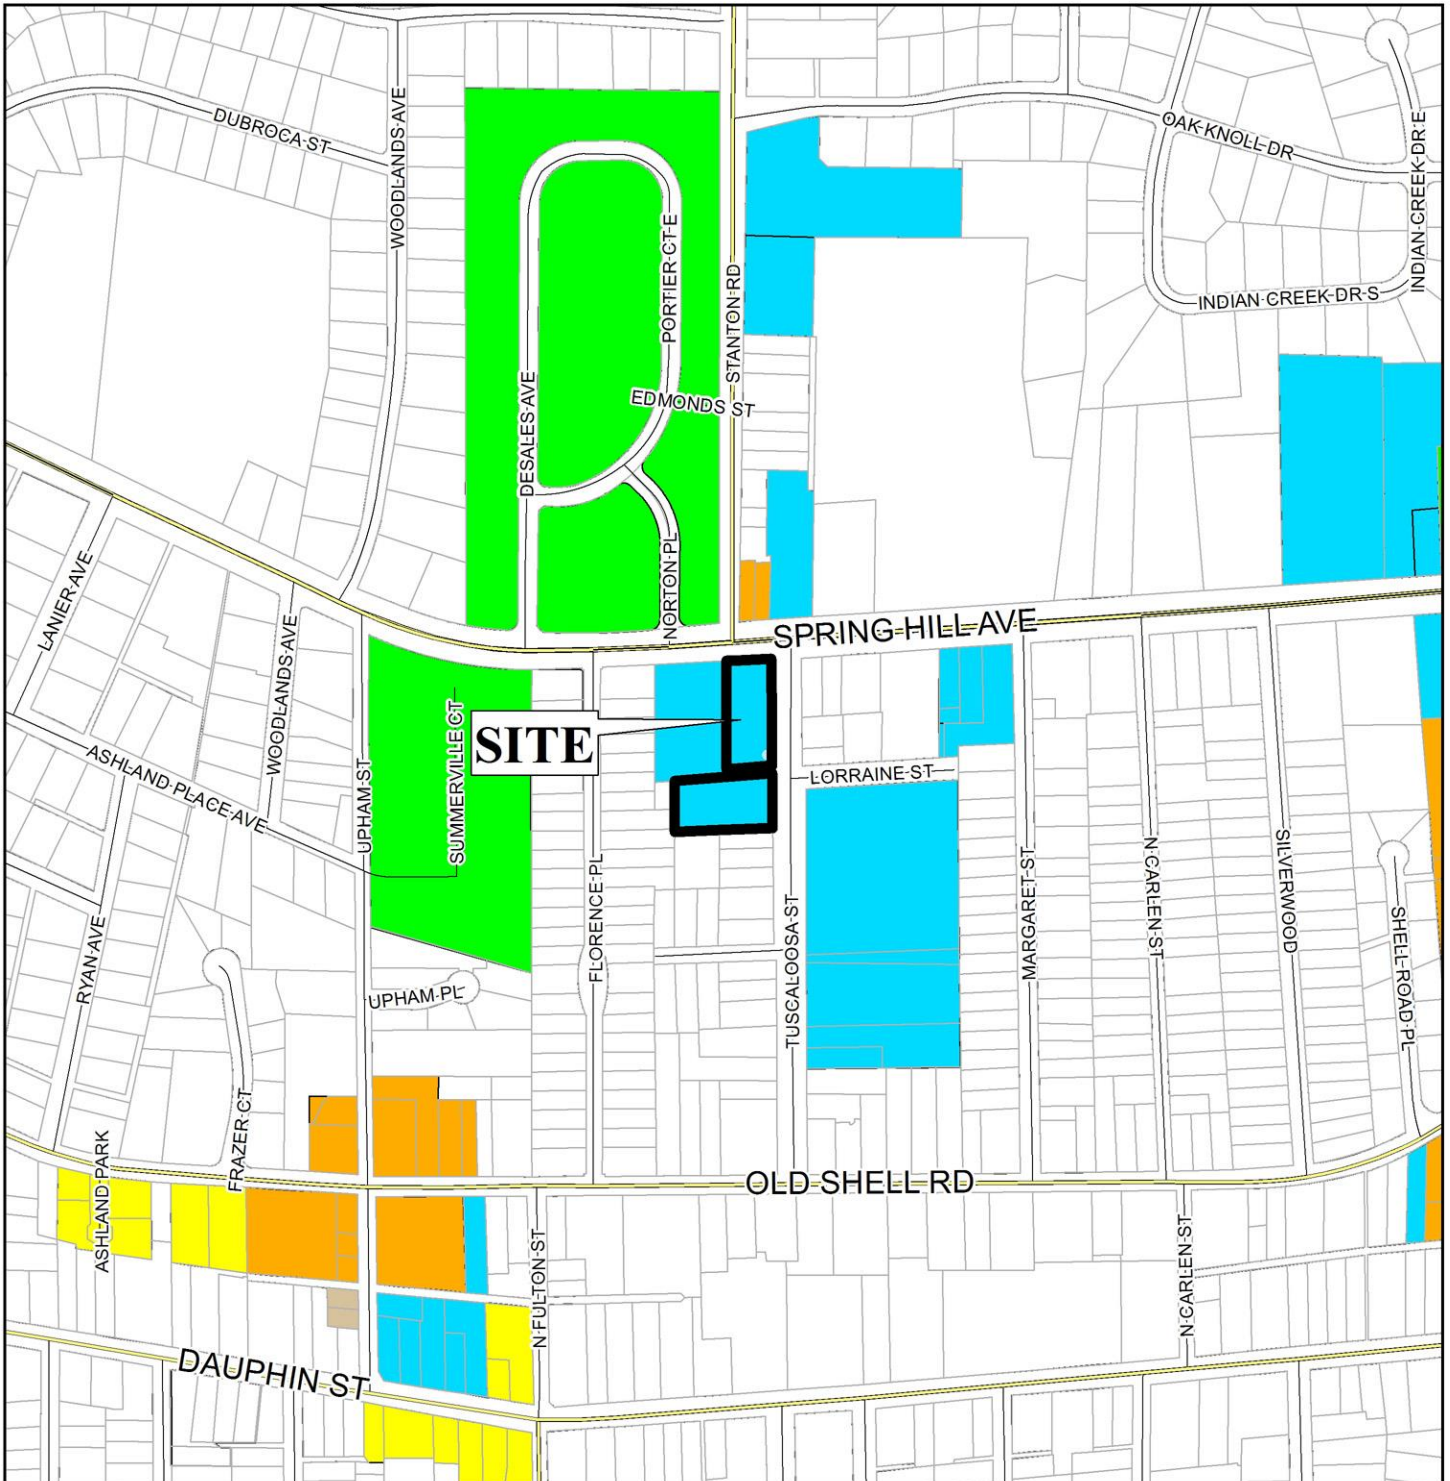 DUBROCA ST
WOODLANDS AVE
OAK KNOLL DR
INDIAN CREEK DR E
PORTIER CT E
STANTON RD
INDIAN CREEK DR S
DESALES AVE
EDMONDS ST
LANIER AVE
NORTON PL
WOODLANDS AVE
SPRING HILL AVE
SUMMERVILLE CT
SITE
ASHLAND PLACE AVE
UPHAM ST
LORRAINE ST
FLORENCE PL
TUSCALOOSA ST
MARGARET ST
N CARLEN ST
SILVERWOOD
SHELL ROAD PL
RYAN AVE
UPHAM PL
FRAZER CT
ASHLAND PARK
OLD SHELL RD
N FULTON ST
N CARLEN ST
DAUPHIN ST